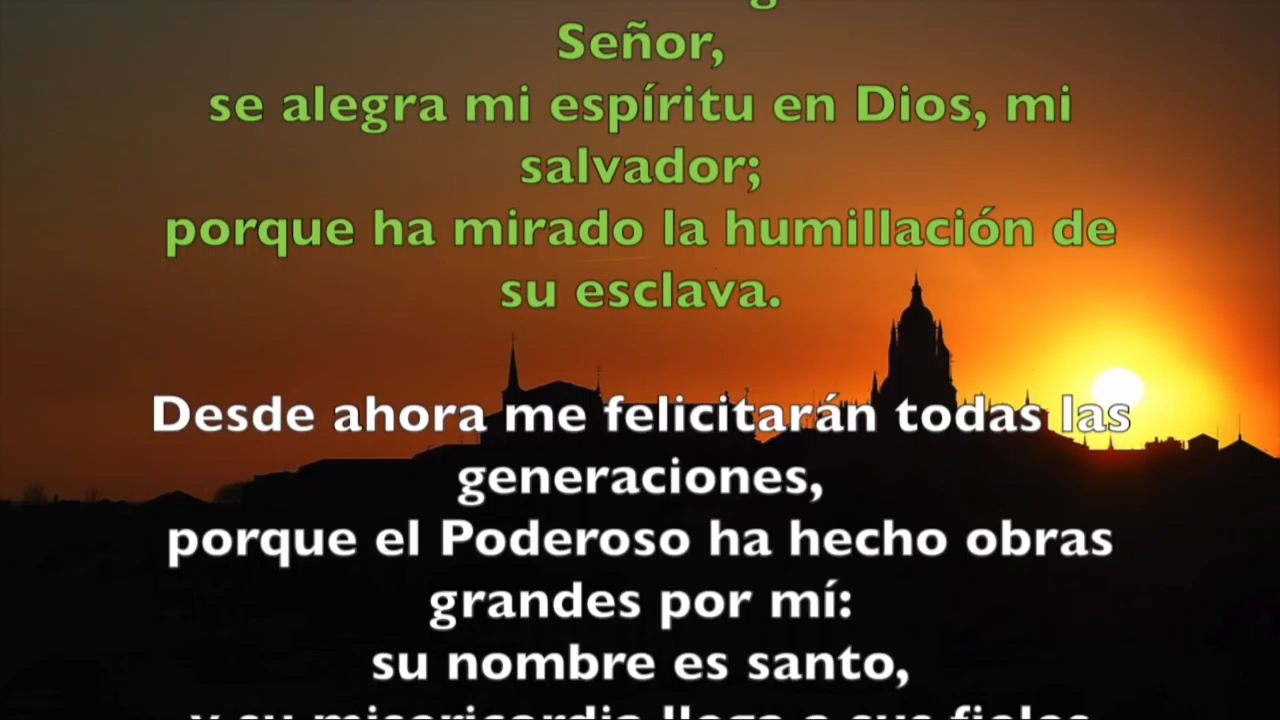 Señor,
se alegra mi espíritu en Dios, mi
salvador;
porque ha mirado la humillación de
su esclava.
Desde ahora me felicitarán todas las
generaciones,
porque el Poderoso ha hecho obras
grandes por mí:
su nombre es santo,
y su misericordia llega a sus fieles